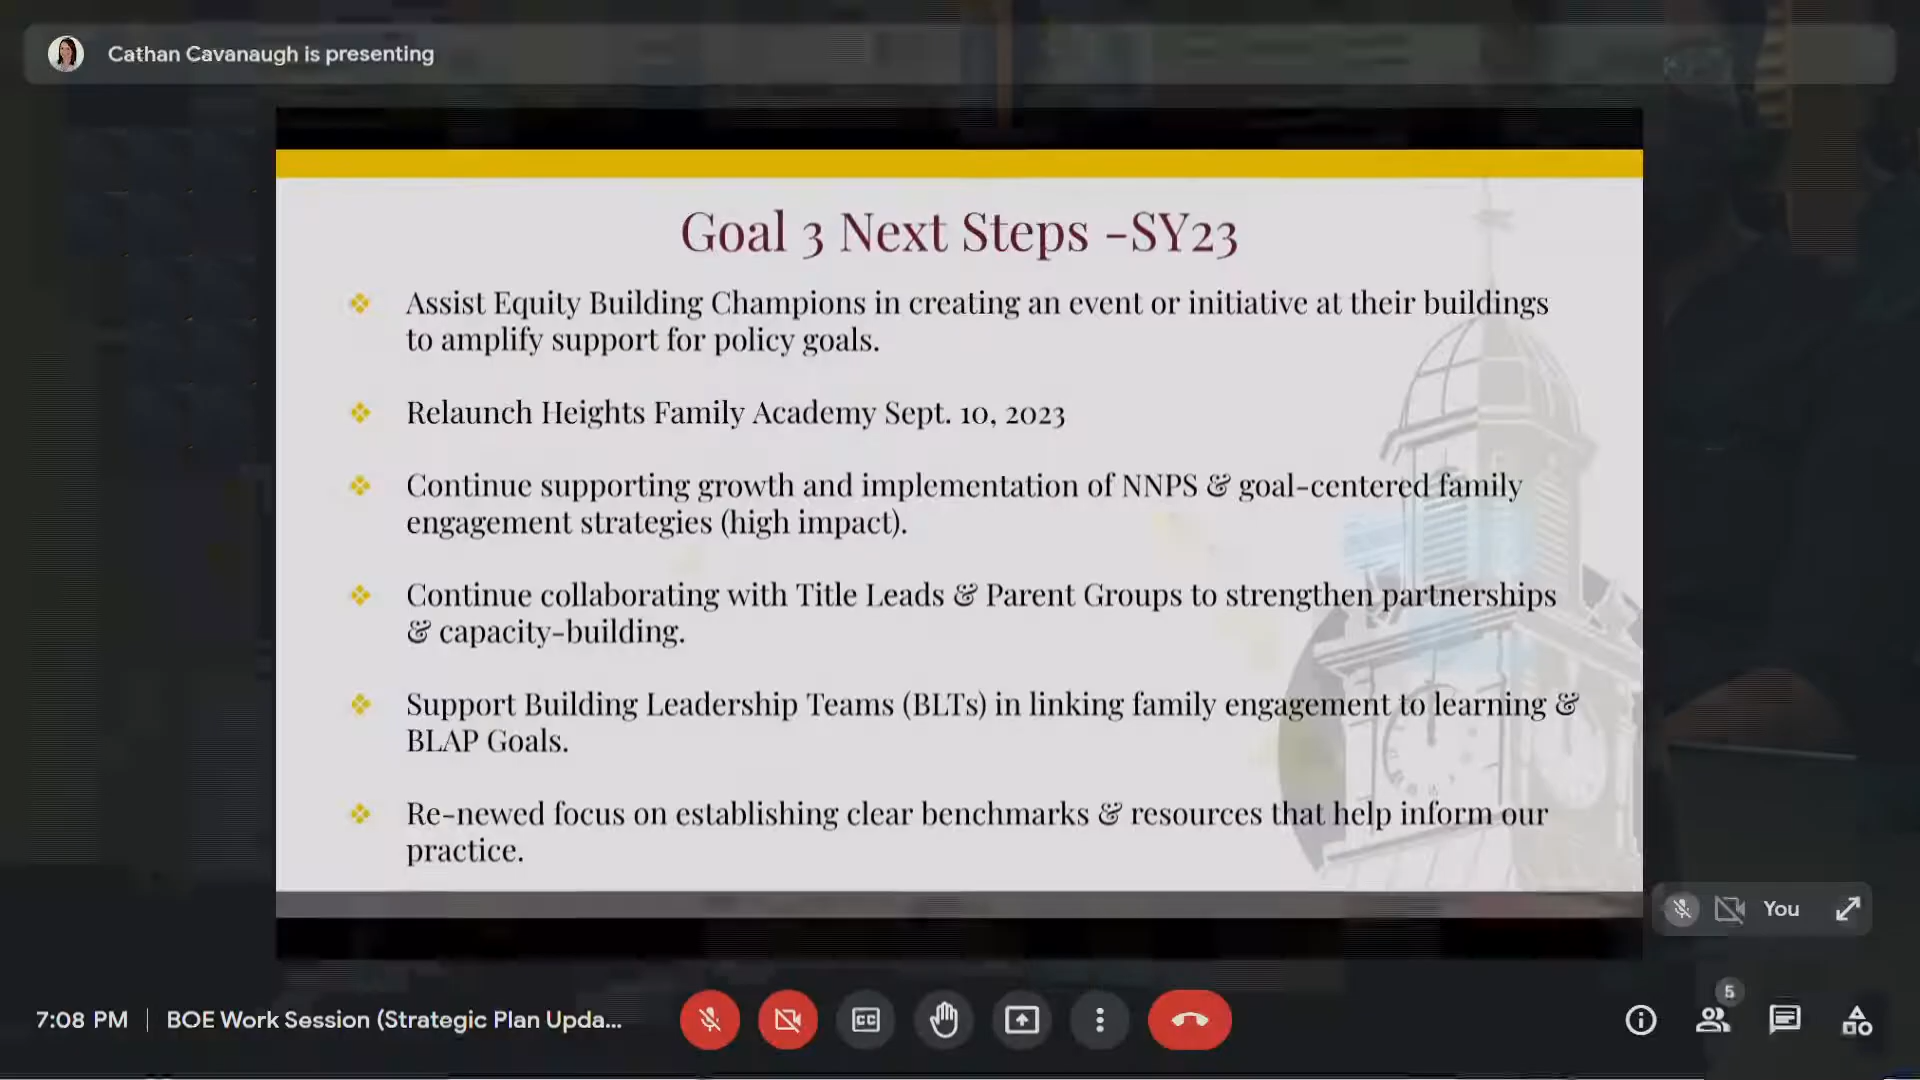 Cathan Cavanaugh is presenting
Goal 3 Next Steps -SY23
Assist Equity Building Champions in creating an event or initiative at their buildings
to amplify support for policy goals.
Relaunch Heights Family Academy Sept. 10, 2023
Continue supporting growth and implementation of NNPS & goal-centered family
engagement strategies (high impact).
Continue collaborating with Title Leads & Parent Groups to strengthen partnerships
& capacity-building.
Support Building Leadership Teams (BLTs) in linking family engagement to learning &
BLAP Goals.
Re-newed focus on establishing clear benchmarks & resources that help inform our
practice.
You
7:08 PM | BOE Work Session (Strategic Plan Upda...
CC
5